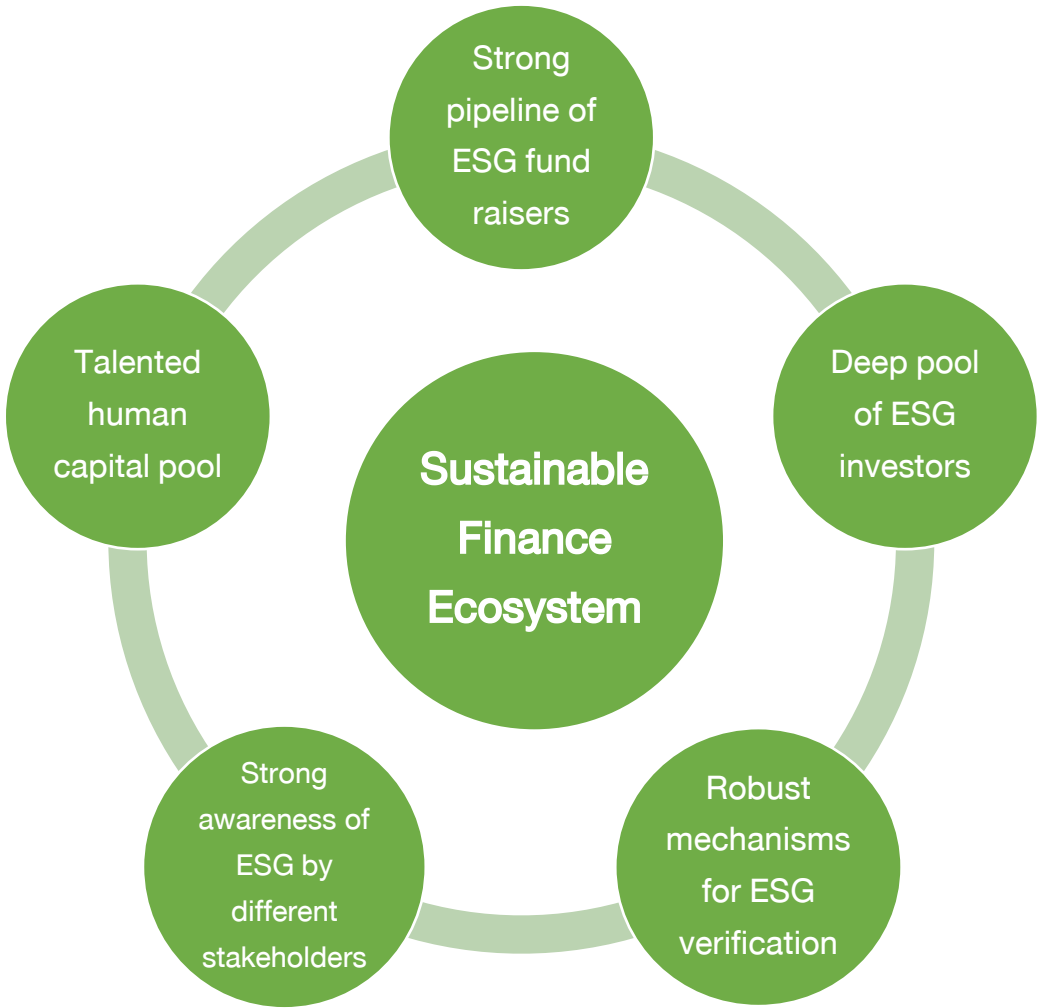 Strong
pipeline of
ESG fund
raisers
Deep pool
of ESG
investors
Robust
mechanisms
for ESG
verification
Strong
awareness of
ESG by
different
stakeholders
Talented
human
capital pool
Sustainable
Finance
Ecosystem